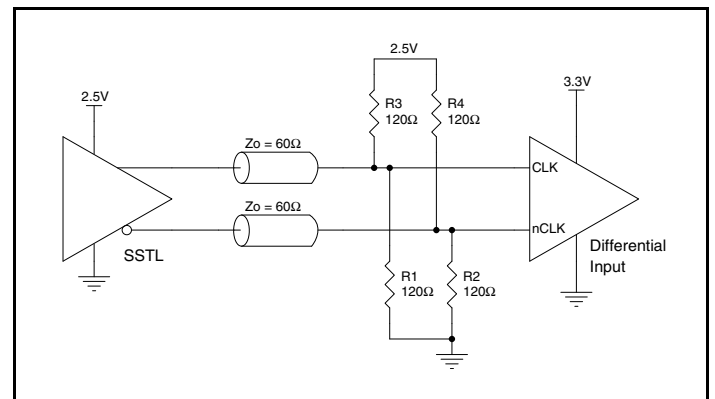 2.5V
2.5V
3.3V
R3
120Ω
R4
120Ω
Zo = 60Ω
CLK
Zo = 60Ω
nCLK
SSTL
Differential
Input
R1
120Ω
R2
120Ω